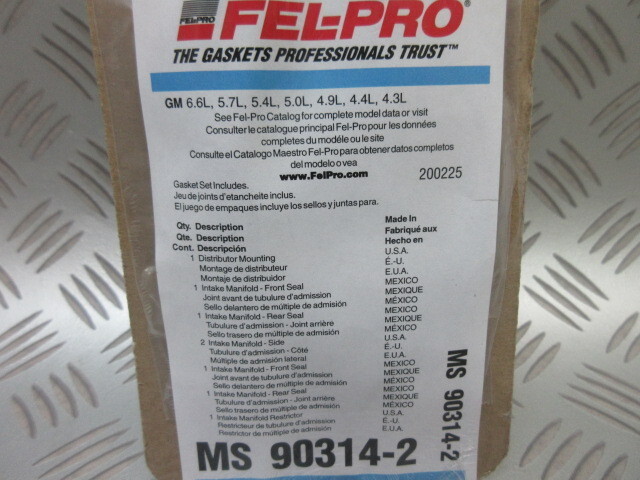 FEL-PRO
FEL-PRO®
THE GASKETS PROFESSIONALS TRUST™
GM 6.6L, 5.7L, 5.4L, 5.0L, 4.9L, 4.4L, 4.3L
See Fel-Pro Catalog for complete model data or visit
Consulter le catalogue principal Fel-Pro pour les données
completes du modéle ou le site
Consulte el Catalogo Maestro Fel-Pro para obtener datos completos
del modelo o vea
www.FelPro.com 200225
Gasket Set Includes.
Jeu de joints d'etancheite inclus.
El juego de empaques incluye los sellos y juntas para.
Qty. Description Made In
Qte. Description Fabriqué aux
Cont. Descripción Hecho en
1 Distributor Mounting U.S.A.
Montage de distributeur É.-U.
Montaje de distribuidor E.U.A.
1 Intake Manifold - Front Seal MEXICO
Joint avant de tubulure d'admission MEXIQUE
Sello delantero de múltiple de admisión MÉXICO
1 Intake Manifold - Rear Seal MEXICO
Tubulure d'admission - Joint arrière MEXIQUE
Sello trasero de múltiple de admisión MÉXICO
2 Intake Manifold - Side U.S.A.
Tubulure d'admission - Côté É.-U.
Múltiple de admisión lateral E.U.A.
1 Intake Manifold - Front Seal MEXICO
Joint avant de tubulure d'admission MEXIQUE
Sello delantero de múltiple de admisión MÉXICO
1 Intake Manifold - Rear Seal MEXICO
Tubulure d'admission - Joint arrière MEXIQUE
Sello trasero de múltiple de admisión MÉXICO
1 Intake Manifold Restrictor U.S.A.
Restricteur de tubulure d'admission É.-U.
Restrictor de múltiple de admisión E.U.A.
MS 90314-2
MS 90314-2